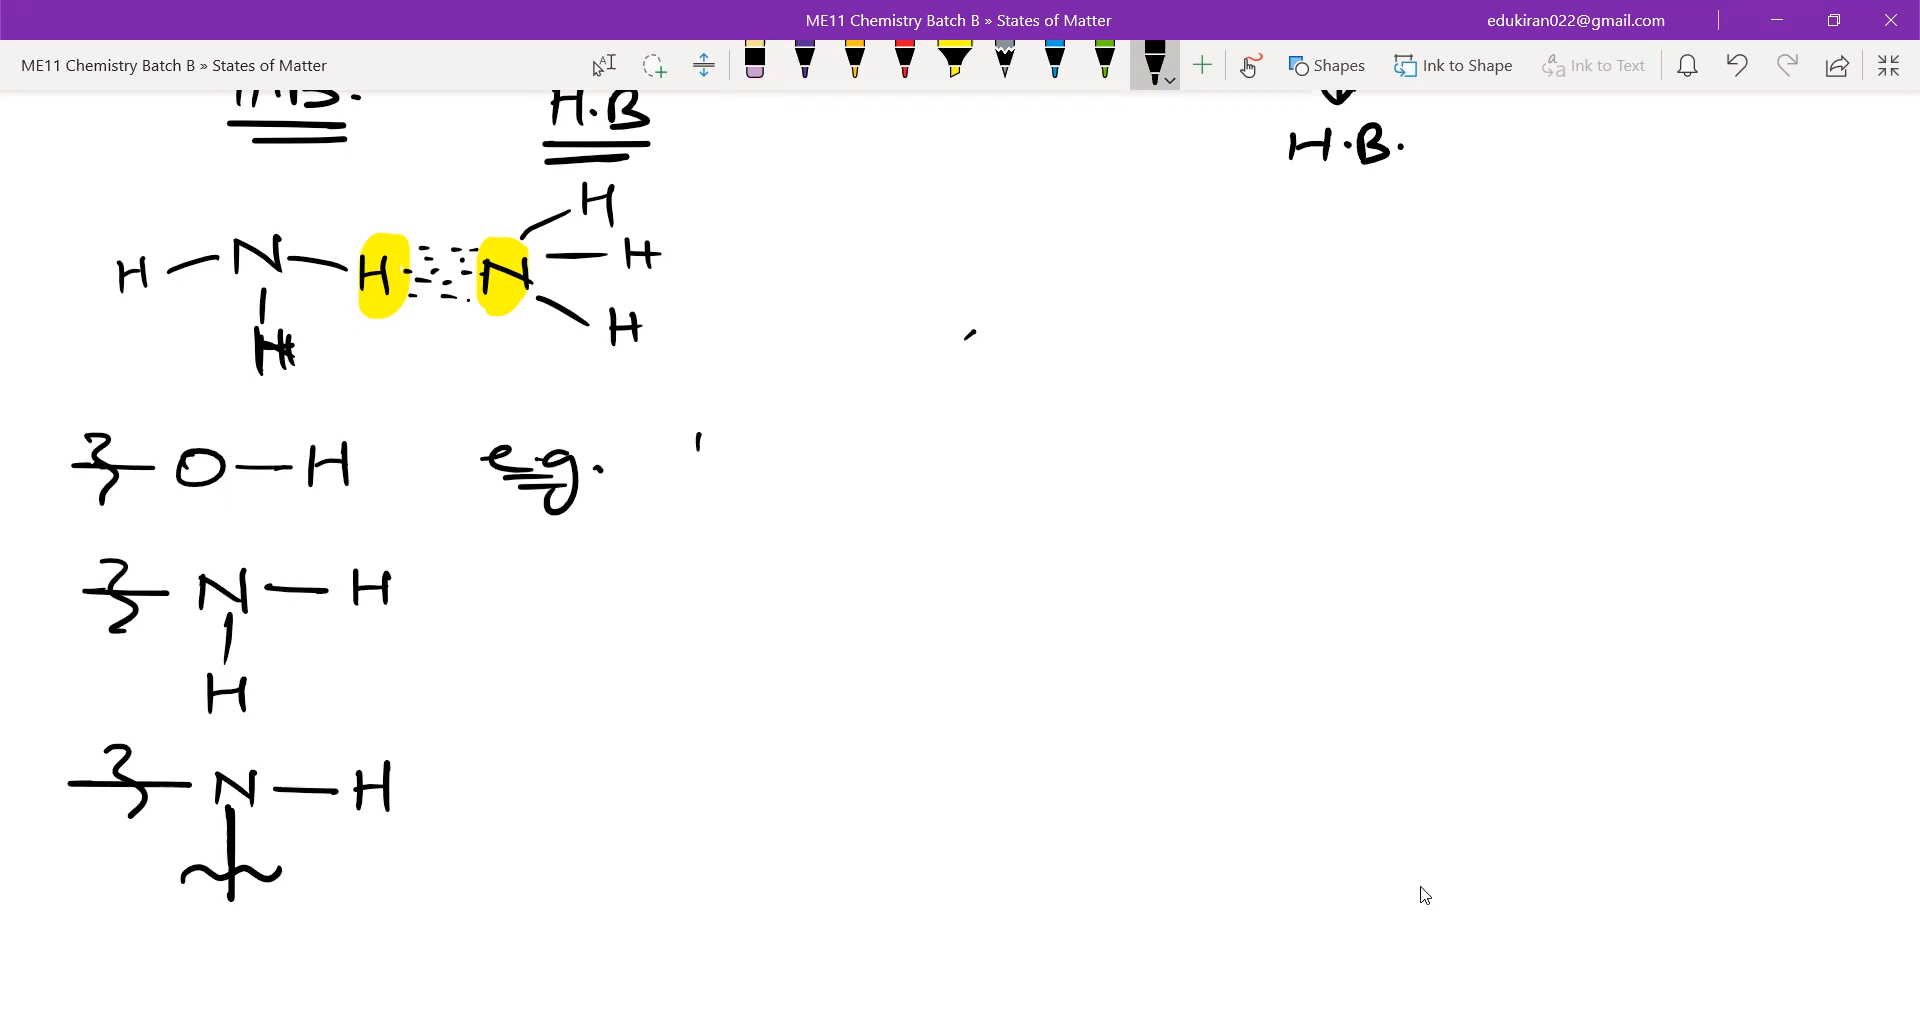 ME11 Chemistry Batch B » States of Matter
edukiran022@gmail.com
ME11 Chemistry Batch B » States of Matter
Shapes
Ink to Shape
Ink to Text
H.B
H.B.
H
H — N — H N — H
H
H
O — H e.g.
N — H
H
N — H